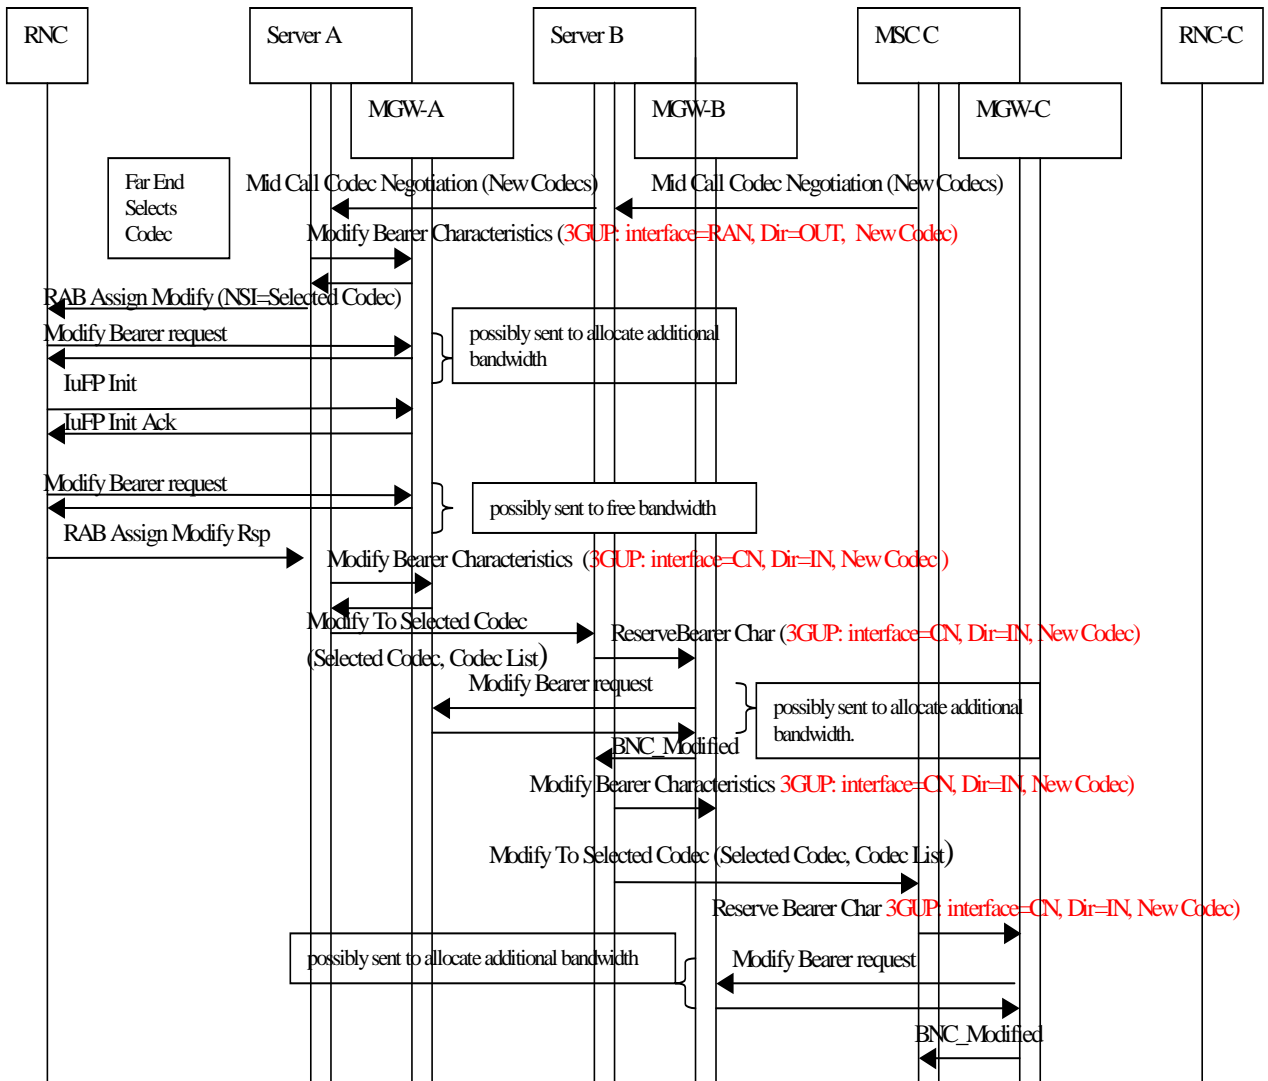 RNC
Server A
Server B
MSC C
RNC-C
MGW-A
MGW-B
MGW-C
Far End
Selects
Codec
Mid Call Codec Negotiation (New Codecs)
Mid Call Codec Negotiation (New Codecs)
Modify Bearer Characteristics (3GUP: interface=RAN, Dir=OUT, New Codec)
RAB Assign Modify (NSI=Selected Codec)
Modify Bearer request
possibly sent to allocate additional
bandwidth
IuFP Init
IuFP Init Ack
Modify Bearer request
possibly sent to free bandwidth
RAB Assign Modify Rsp
Modify Bearer Characteristics (3GUP: interface=CN, Dir=IN, New Codec )
Modify To Selected Codec
(Selected Codec, Codec List)
ReserveBearer Char (3GUP: interface=CN, Dir=IN, New Codec)
Modify Bearer request
possibly sent to allocate additional
bandwidth.
BNC_Modified
Modify Bearer Characteristics 3GUP: interface=CN, Dir=IN, New Codec)
Modify To Selected Codec (Selected Codec, Codec List)
Reserve Bearer Char 3GUP: interface=CN, Dir=IN, New Codec)
possibly sent to allocate additional bandwidth
Modify Bearer request
BNC_Modified